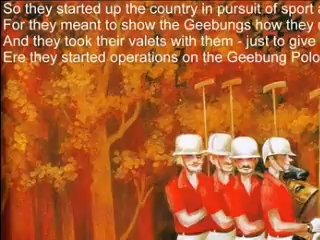 So they started up the country in pursuit of sport
For they meant to show the Geebungs how they
And they took their valets with them - just to give
Ere they started operations on the Geebung Polo